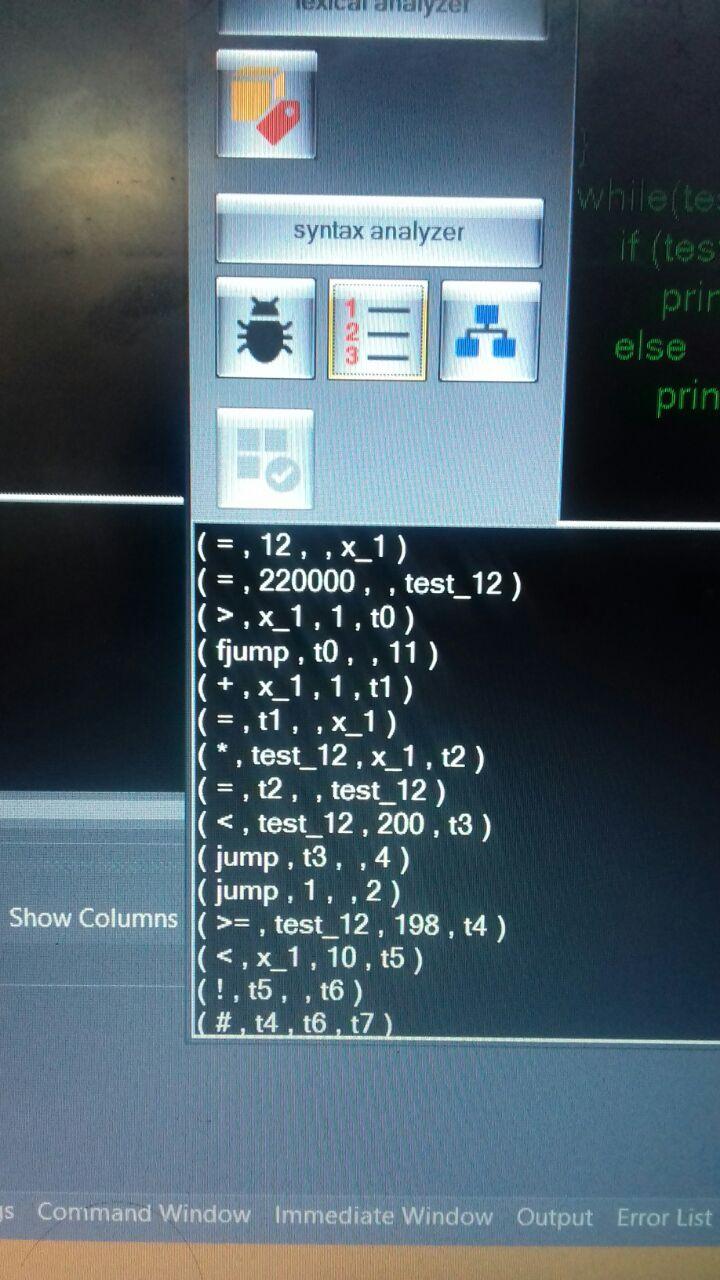 lexical analyzer
syntax analyzer
1
2
3
while(tes
if (tes
prin
else
prin
( = , 12 , , x_1 )
( = , 220000 , , test_12 )
( > , x_1 , 1 , t0 )
( fjump , t0 , , 11 )
( + , x_1 , 1 , t1 )
( = , t1 , , x_1 )
( * , test_12 , x_1 , t2 )
( = , t2 , , test_12 )
( < , test_12 , 200 , t3 )
( jump , t3 , , 4 )
( jump , 1 , , 2 )
( >= , test_12 , 198 , t4 )
( < , x_1 , 10 , t5 )
( ! , t5 , , t6 )
( # , t4 , t6 , t7 )
Show Columns
gs Command Window Immediate Window Output Error List